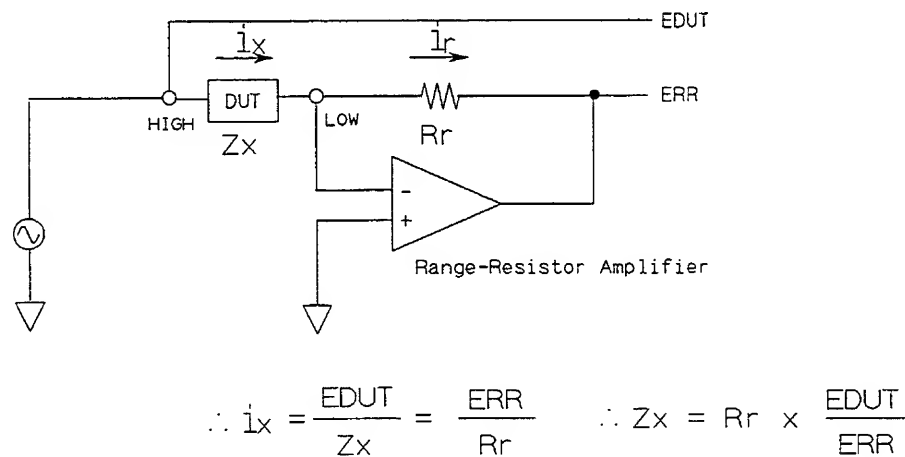 EDUT
ix
ir
DUT
ERR
HIGH
LOW
Zx
Rr
-
+
Range-Resistor Amplifier
∴ ix = EDUT/Zx = ERR/Rr ∴ Zx = Rr x EDUT/ERR